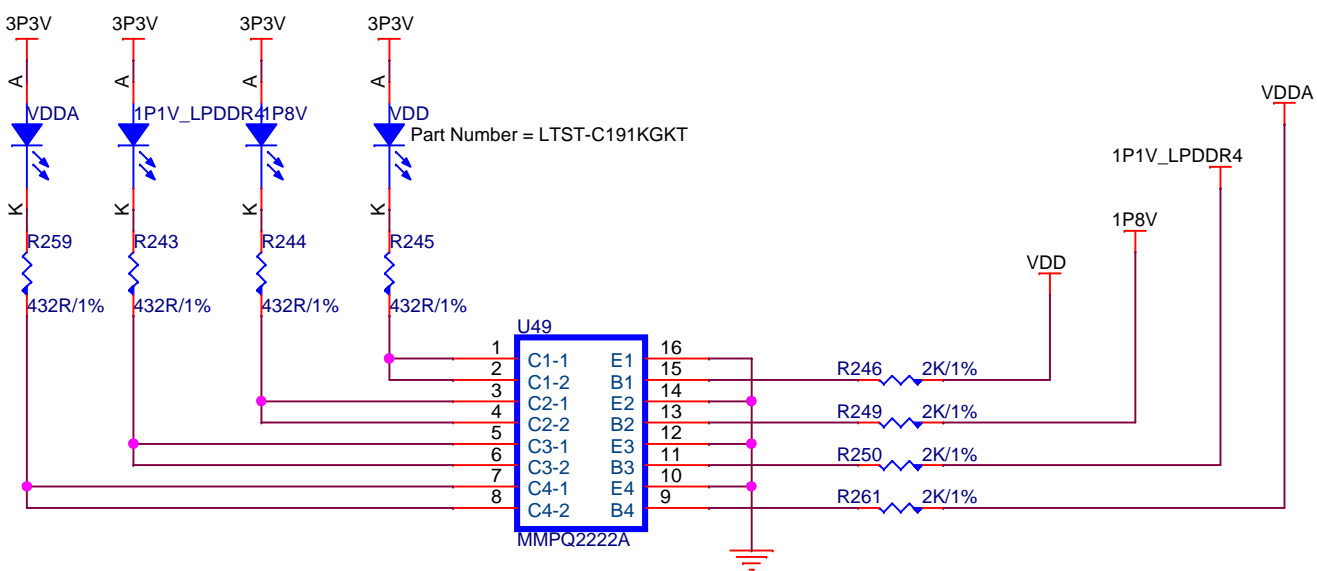 3P3V 3P3V 3P3V 3P3V
A A A A
VDDA 1P1V_LPDDR4 1P8V VDD
Part Number = LTST-C191KGKT
K K K K
R259 R243 R244 R245
432R/1% 432R/1% 432R/1% 432R/1%
VDDA
1P1V_LPDDR4
1P8V
VDD
U49
1 C1-1 E1 16
2 C1-2 B1 15 R246 2K/1%
3 C2-1 E2 14
4 C2-2 B2 13 R249 2K/1%
5 C3-1 E3 12
6 C3-2 B3 11 R250 2K/1%
7 C4-1 E4 10
8 C4-2 B4 9 R261 2K/1%
MMPQ2222A